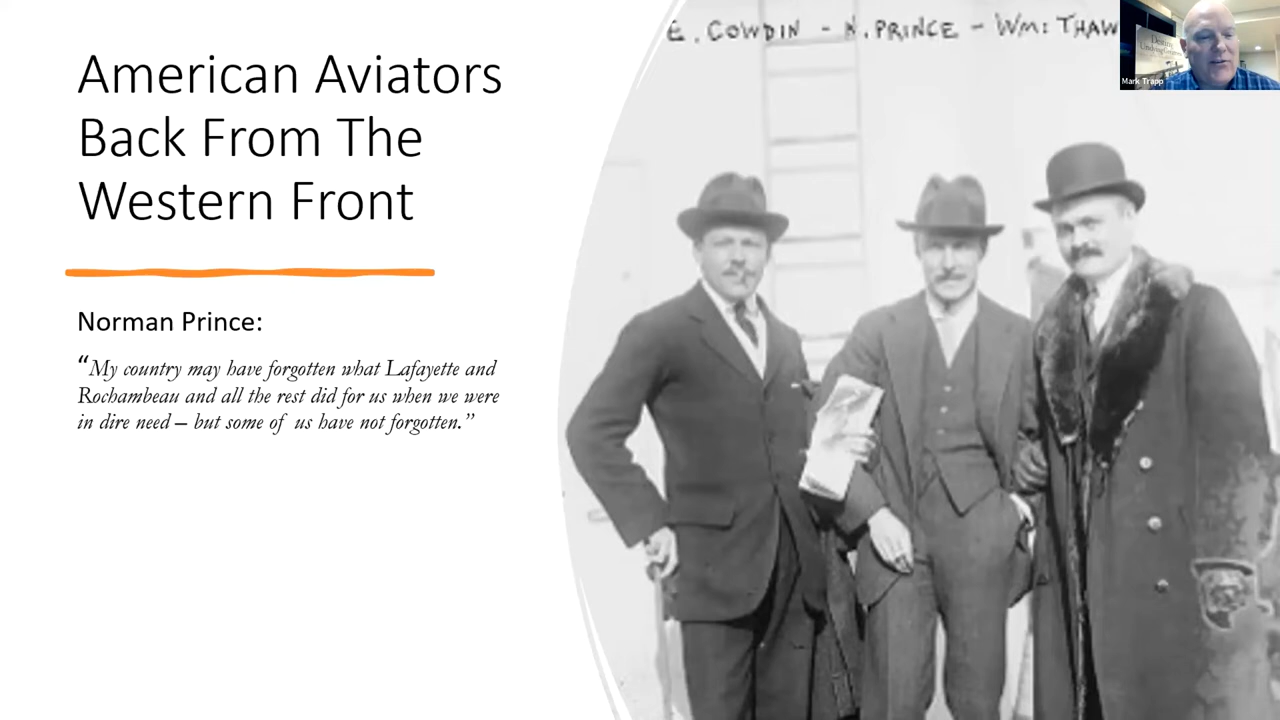 American Aviators
Back From The
Western Front
Norman Prince:
“My country may have forgotten what Lafayette and
Rochambeau and all the rest did for us when we were
in dire need – but some of us have not forgotten.”
E. COWDIN - N. PRINCE - Wm: THAW
Destiny
Undying
Mark Trapp